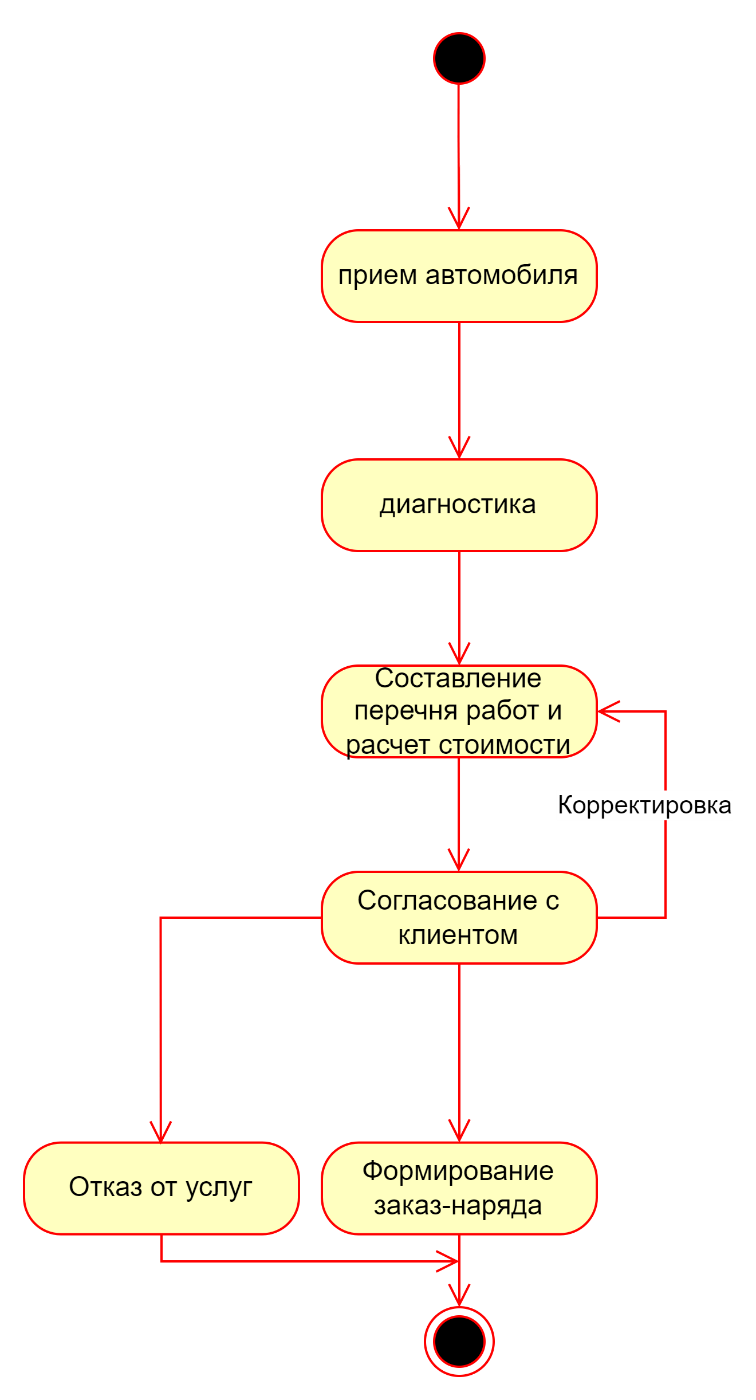 прием автомобиля
диагностика
Составление
перечня работ и
расчет стоимости
Корректировка
Согласование с
клиентом
Отказ от услуг
Формирование
заказ-наряда